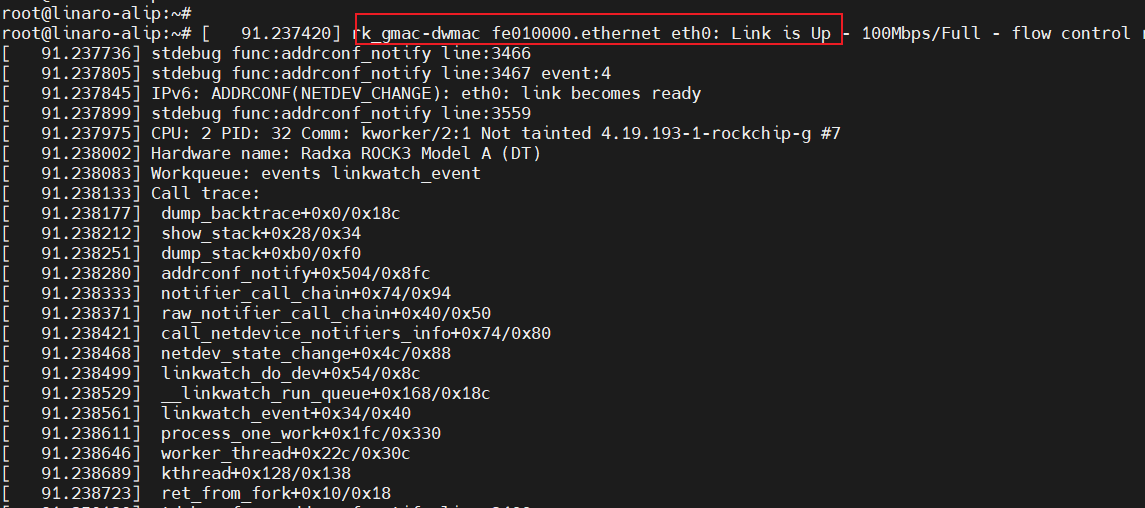 root@linaro-alip:~#
root@linaro-alip:~# [   91.237420] rk_gmac-dwmac fe010000.ethernet eth0: Link is Up - 100Mbps/Full - flow control
[   91.237736] stdebug func:addrconf_notify line:3466
[   91.237805] stdebug func:addrconf_notify line:3467 event:4
[   91.237845] IPv6: ADDRCONF(NETDEV_CHANGE): eth0: link becomes ready
[   91.237899] stdebug func:addrconf_notify line:3559
[   91.237975] CPU: 2 PID: 32 Comm: kworker/2:1 Not tainted 4.19.193-1-rockchip-g #7
[   91.238002] Hardware name: Radxa ROCK3 Model A (DT)
[   91.238083] Workqueue: events linkwatch_event
[   91.238133] Call trace:
[   91.238177]  dump_backtrace+0x0/0x18c
[   91.238212]  show_stack+0x28/0x34
[   91.238251]  dump_stack+0xb0/0xf0
[   91.238280]  addrconf_notify+0x504/0x8fc
[   91.238333]  notifier_call_chain+0x74/0x94
[   91.238371]  raw_notifier_call_chain+0x40/0x50
[   91.238421]  call_netdevice_notifiers_info+0x74/0x80
[   91.238468]  netdev_state_change+0x4c/0x88
[   91.238499]  linkwatch_do_dev+0x54/0x8c
[   91.238529]  __linkwatch_run_queue+0x168/0x18c
[   91.238561]  linkwatch_event+0x34/0x40
[   91.238611]  process_one_work+0x1fc/0x330
[   91.238646]  worker_thread+0x22c/0x30c
[   91.238689]  kthread+0x128/0x138
[   91.238723]  ret_from_fork+0x10/0x18